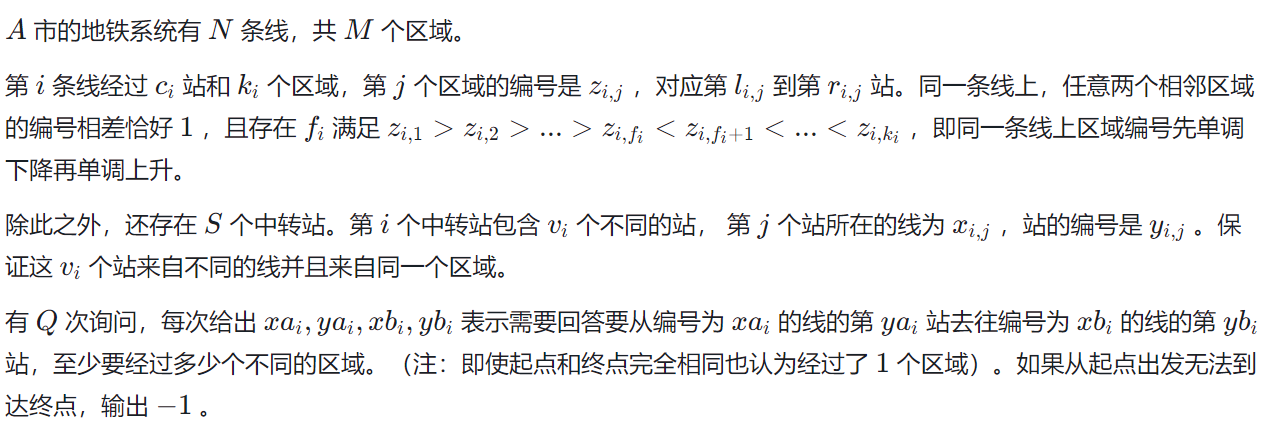 A 市的地铁系统有 N 条线，共 M 个区域。
第 i 条线经过 c_i 站和 k_i 个区域，第 j 个区域的编号是 z_{i,j} ，对应第 l_{i,j} 到第 r_{i,j} 站。同一条线上，任意两个相邻区域
的编号相差恰好 1 ，且存在 f_i 满足 z_{i,1} > z_{i,2} > ... > z_{i,f_i} < z_{i,f_i+1} < ... < z_{i,k_i} ，即同一条线上区域编号先单调
下降再单调上升。
除此之外，还存在 S 个中转站。第 i 个中转站包含 v_i 个不同的站， 第 j 个站所在的线为 x_{i,j} ，站的编号是 y_{i,j} 。保
证这 v_i 个站来自不同的线并且来自同一个区域。
有 Q 次询问，每次给出 xa_i, ya_i, xb_i, yb_i 表示需要回答要从编号为 xa_i 的线的第 ya_i 站去往编号为 xb_i 的线的第 yb_i
站，至少要经过多少个不同的区域。（注：即使起点和终点完全相同也认为经过了 1 个区域）。如果从起点出发无法到
达终点，输出 −1 。